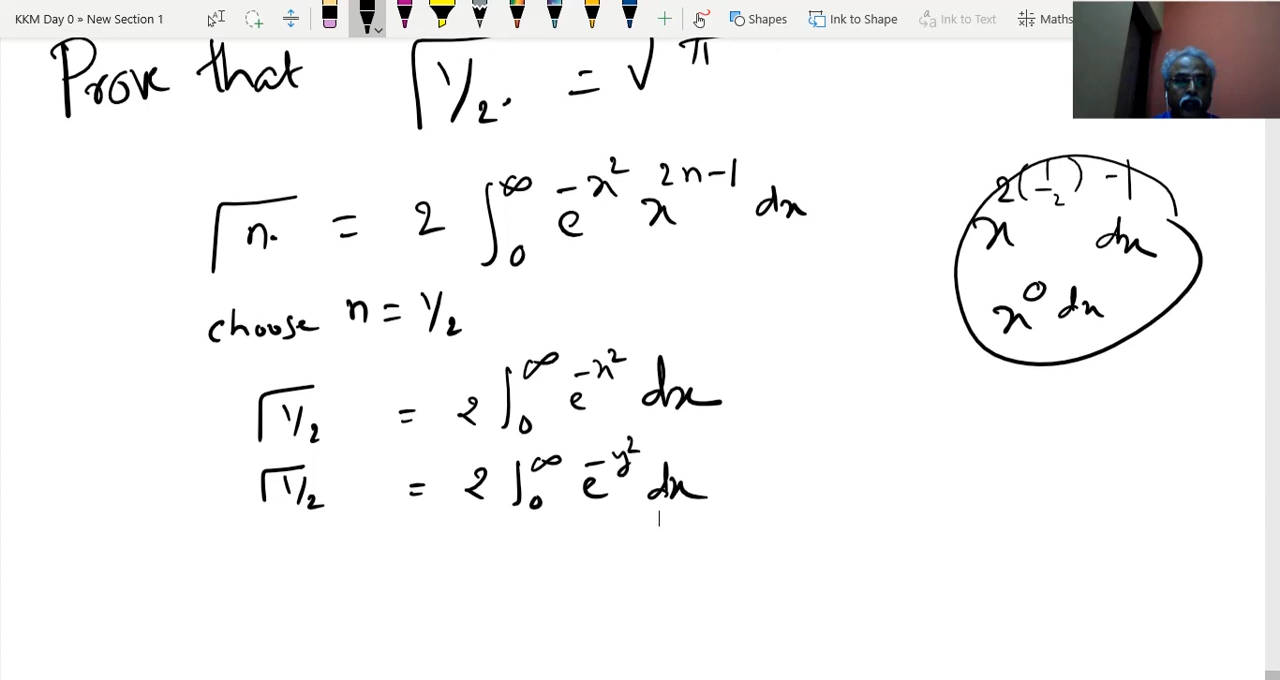 KKM Day 0 » New Section 1
Shapes
Ink to Shape
Ink to Text
Maths
Prove that Γ1/2. = √π
Γn. = 2 ∫₀^∞ e^{-x²} x^{2n-1} dx
x^{2(1/2)-1} dx
x⁰ dx
choose n = 1/2
Γ1/2 = 2 ∫₀^∞ e^{-x²} dx
Γ1/2 = 2 ∫₀^∞ e^{-y²} dx